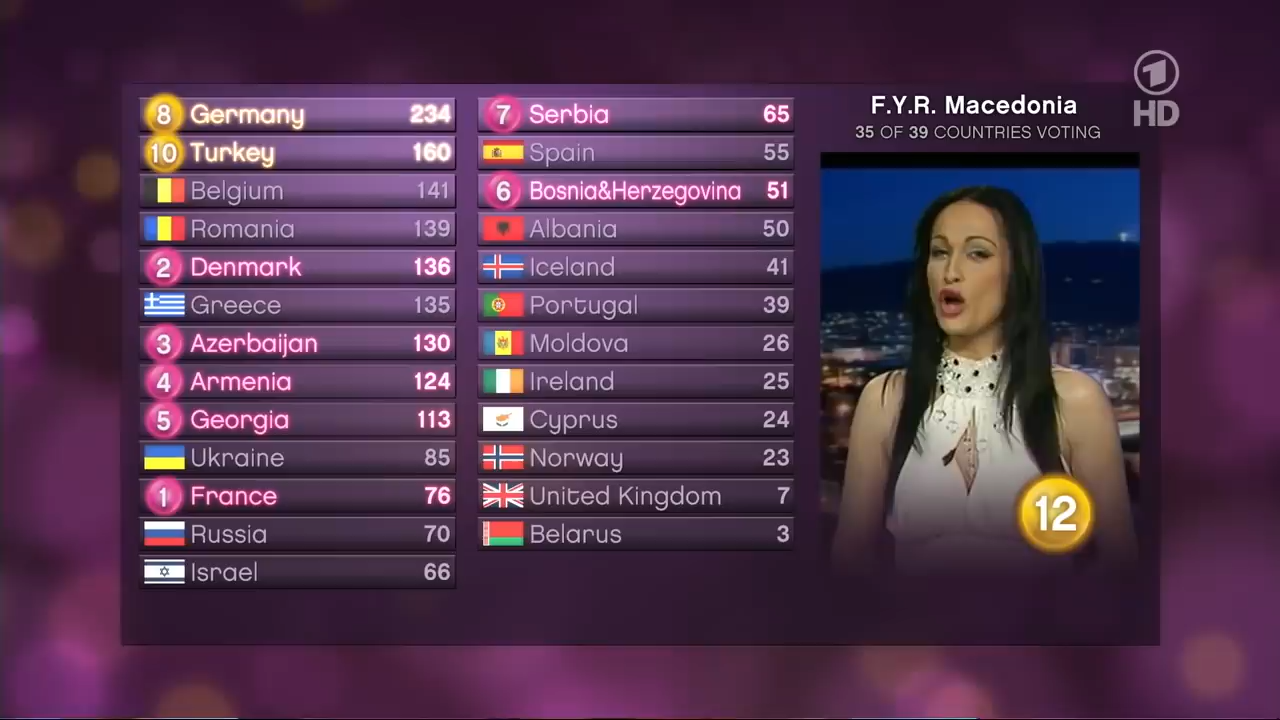 8 Germany 234
10 Turkey 160
Belgium 141
Romania 139
2 Denmark 136
Greece 135
3 Azerbaijan 130
4 Armenia 124
5 Georgia 113
Ukraine 85
1 France 76
Russia 70
Israel 66
7 Serbia 65
Spain 55
6 Bosnia&Herzegovina 51
Albania 50
Iceland 41
Portugal 39
Moldova 26
Ireland 25
Cyprus 24
Norway 23
United Kingdom 7
Belarus 3
F.Y.R. Macedonia
35 OF 39 COUNTRIES VOTING
12
1
HD